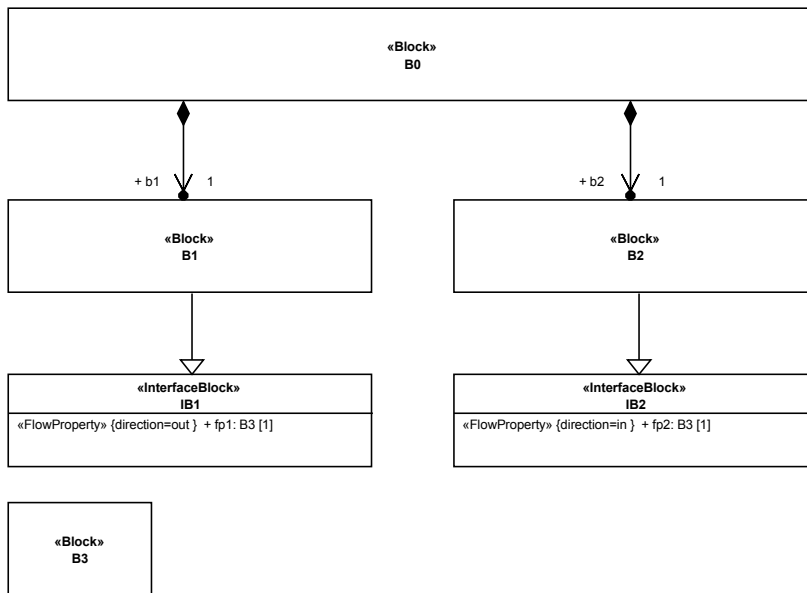 «Block»
B0
+ b1 1
+ b2 1
«Block»
B1
«Block»
B2
«InterfaceBlock»
IB1
«FlowProperty» {direction=out } + fp1: B3 [1]
«InterfaceBlock»
IB2
«FlowProperty» {direction=in } + fp2: B3 [1]
«Block»
B3